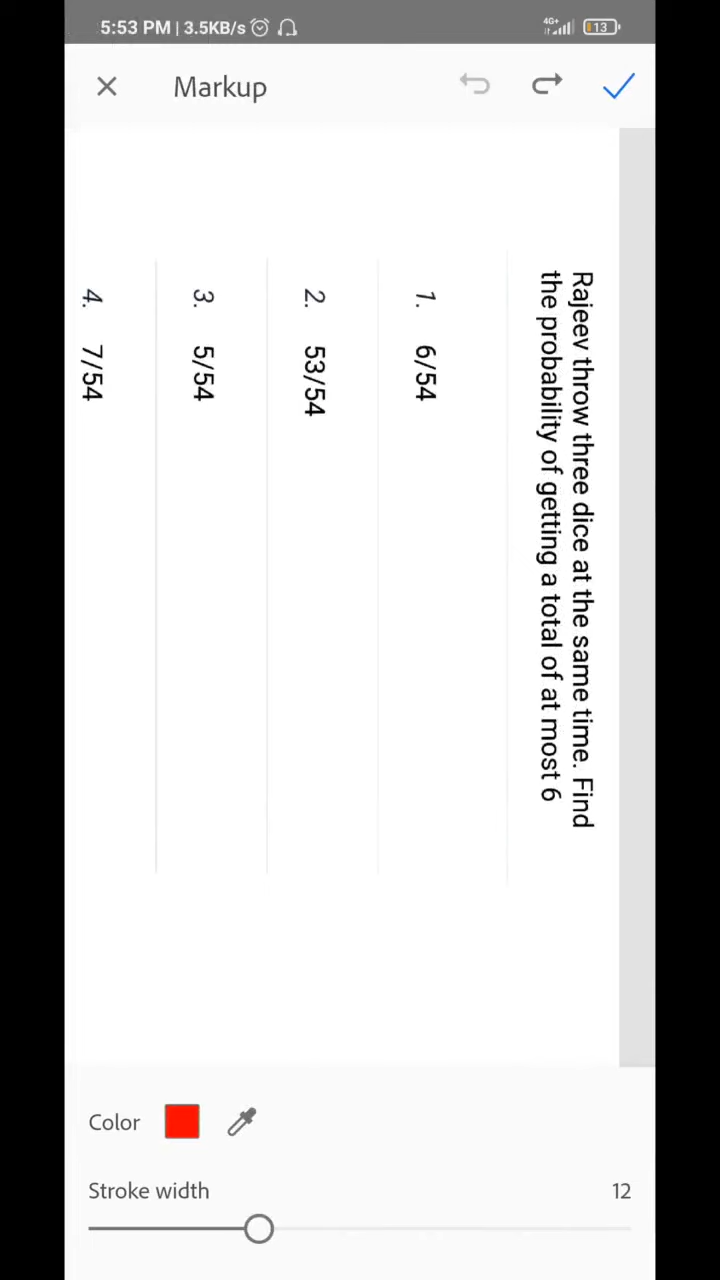 5:53 PM | 3.5KB/s
4G+
13
Markup
Rajeev throw three dice at the same time. Find
the probability of getting a total of at most 6
1. 6/54
2. 53/54
3. 5/54
4. 7/54
Color
Stroke width
12